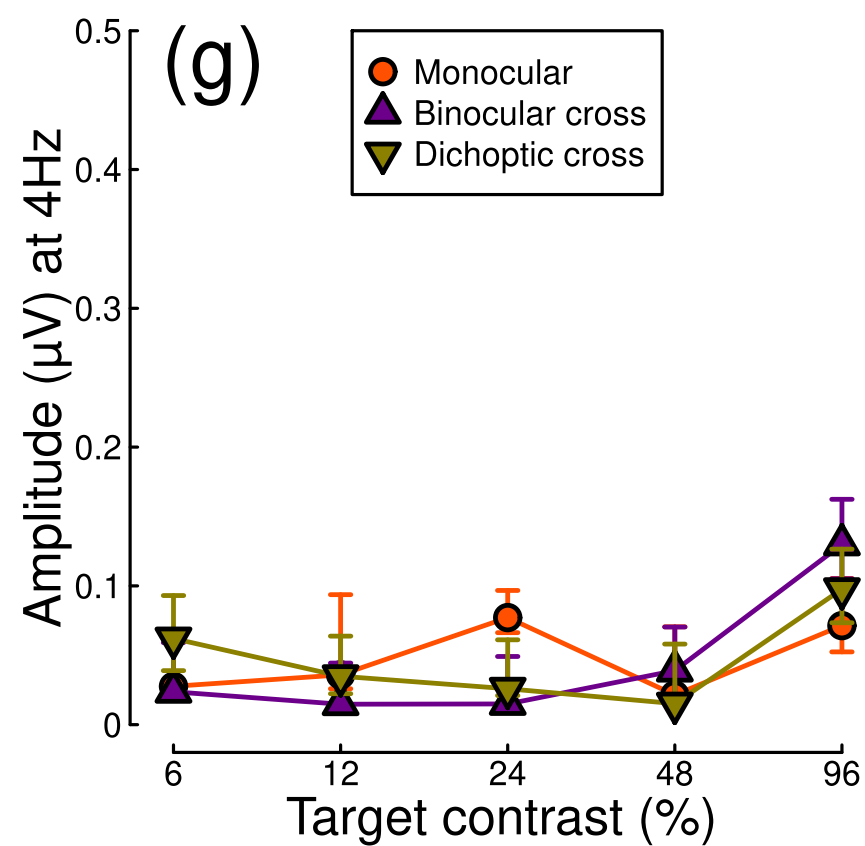 (g)
Monocular
Binocular cross
Dichoptic cross
Amplitude (µV) at 4Hz
0.5
0.4
0.3
0.2
0.1
0
6 12 24 48 96
Target contrast (%)